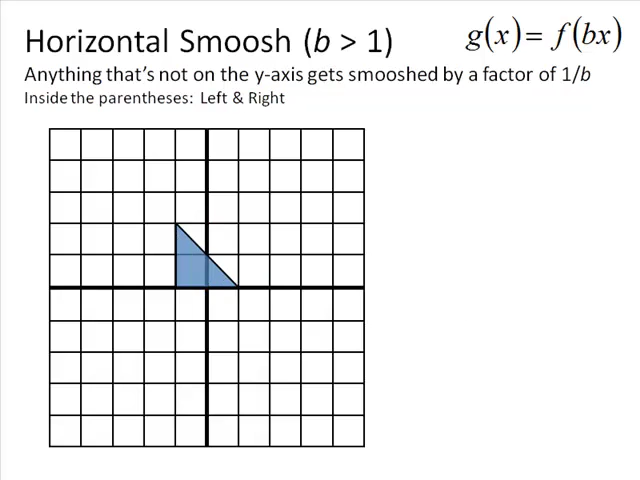 Horizontal Smoosh (b > 1) g(x) = f(bx)
Anything that's not on the y-axis gets smooshed by a factor of 1/b
Inside the parentheses: Left & Right